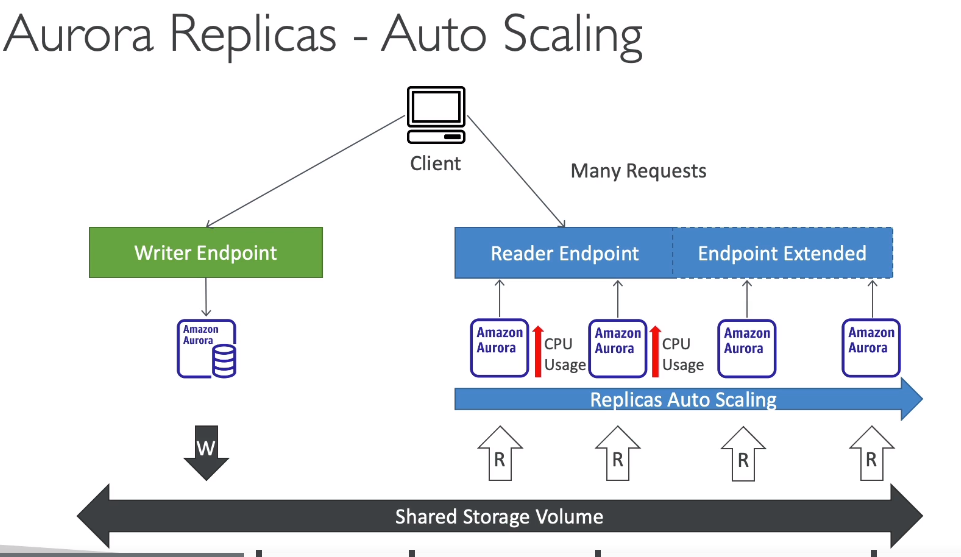 Aurora Replicas - Auto Scaling
Client
Many Requests
Writer Endpoint
Reader Endpoint
Endpoint Extended
Amazon
Aurora
Amazon
Aurora
CPU
Usage
Amazon
Aurora
CPU
Usage
Amazon
Aurora
Amazon
Aurora
Replicas Auto Scaling
W
R
R
R
R
Shared Storage Volume